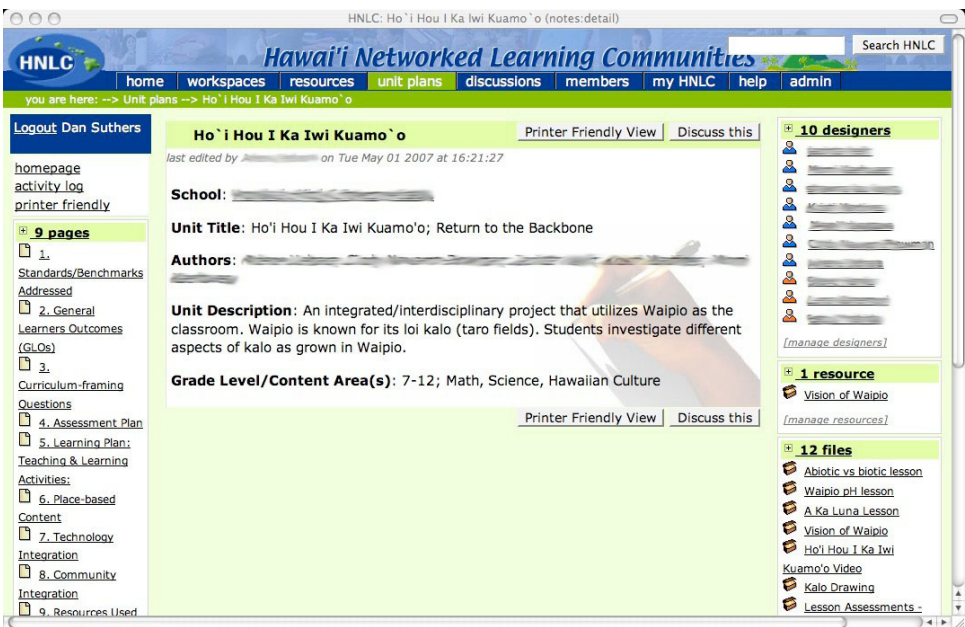 HNLC: Ho`i Hou I Ka Iwi Kuamo`o (notes:detail)
HNLC
Hawai'i Networked Learning Communities
Search HNLC
home workspaces resources unit plans discussions members my HNLC help admin
you are here: --> Unit plans --> Ho`i Hou I Ka Iwi Kuamo`o
Logout Dan Suthers
homepage
activity log
printer friendly
9 pages
1.
Standards/Benchmarks
Addressed
2. General
Learners Outcomes
(GLOs)
3.
Curriculum-framing
Questions
4. Assessment Plan
5. Learning Plan:
Teaching & Learning
Activities:
6. Place-based
Content
7. Technology
Integration
8. Community
Integration
9. Resources Used
Ho`i Hou I Ka Iwi Kuamo`o
Printer Friendly View Discuss this
last edited by on Tue May 01 2007 at 16:21:27
School:
Unit Title: Ho'i Hou I Ka Iwi Kuamo'o; Return to the Backbone
Authors:
Unit Description: An integrated/interdisciplinary project that utilizes Waipio as the
classroom. Waipio is known for its loi kalo (taro fields). Students investigate different
aspects of kalo as grown in Waipio.
Grade Level/Content Area(s): 7-12; Math, Science, Hawaiian Culture
Printer Friendly View Discuss this
10 designers
[manage designers]
1 resource
Vision of Waipio
[manage resources]
12 files
Abiotic vs biotic lesson
Waipio pH lesson
A Ka Luna Lesson
Vision of Waipio
Ho'i Hou I Ka Iwi
Kuamo'o Video
Kalo Drawing
Lesson Assessments -